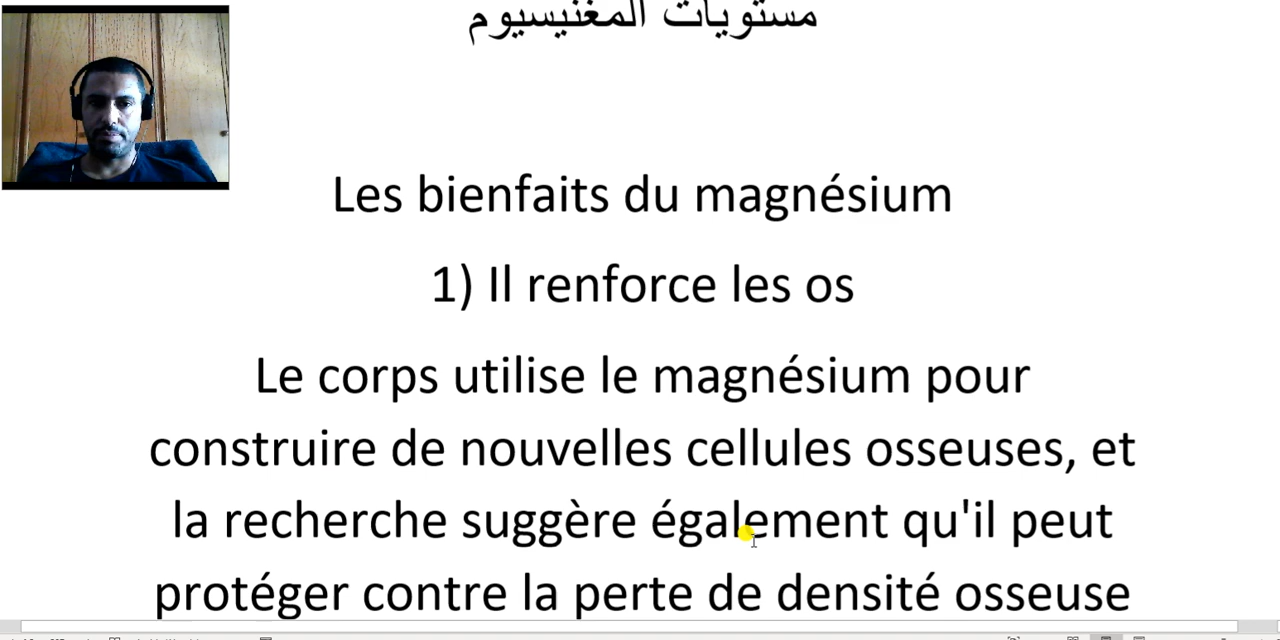 مستويات المغنيسيوم
Les bienfaits du magnésium
1) Il renforce les os
Le corps utilise le magnésium pour
construire de nouvelles cellules osseuses, et
la recherche suggère également qu'il peut
protéger contre la perte de densité osseuse